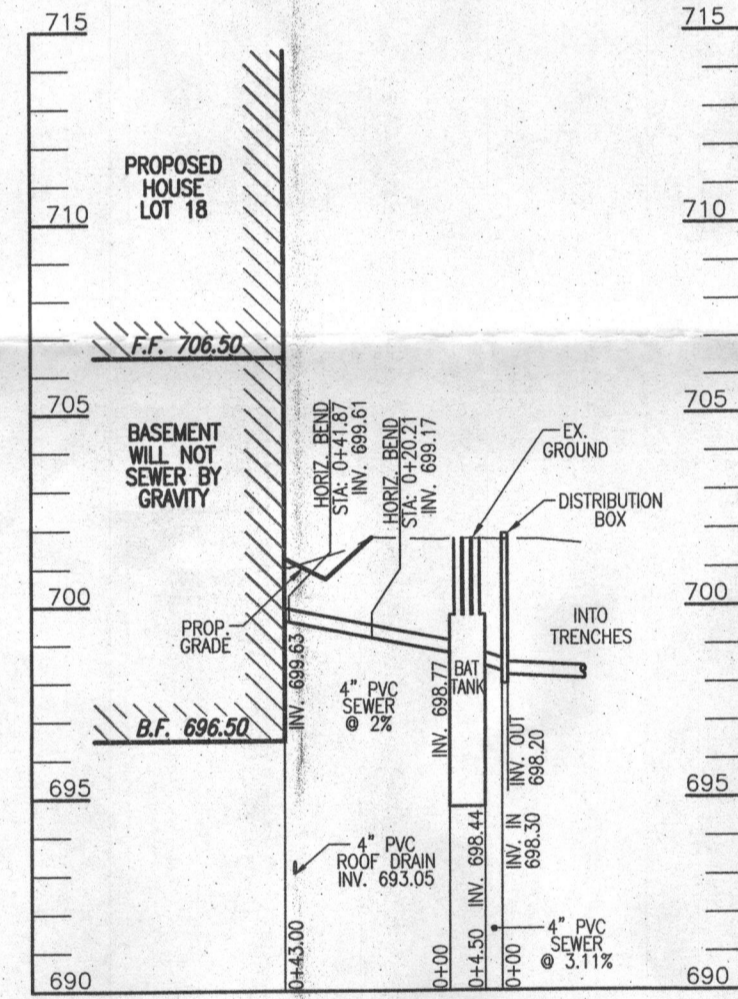 715
715
PROPOSED
HOUSE
LOT 18
710
710
F.F. 706.50
705
705
BASEMENT
WILL NOT
SEWER BY
GRAVITY
HORIZ. BEND
STA: 0+41.87
INV. 699.61
HORIZ. BEND
STA: 0+20.21
INV. 699.17
EX.
GROUND
DISTRIBUTION
BOX
700
700
PROP.
GRADE
INTO
TRENCHES
INV. 699.63
4" PVC
SEWER
@ 2%
INV. 698.77
BAT
TANK
INV. OUT
698.20
B.F. 696.50
695
695
4" PVC
ROOF DRAIN
INV. 693.05
INV. 698.44
INV. IN
698.30
4" PVC
SEWER
@ 3.11%
0+43.00
0+00
0+4.50
0+00
690
690